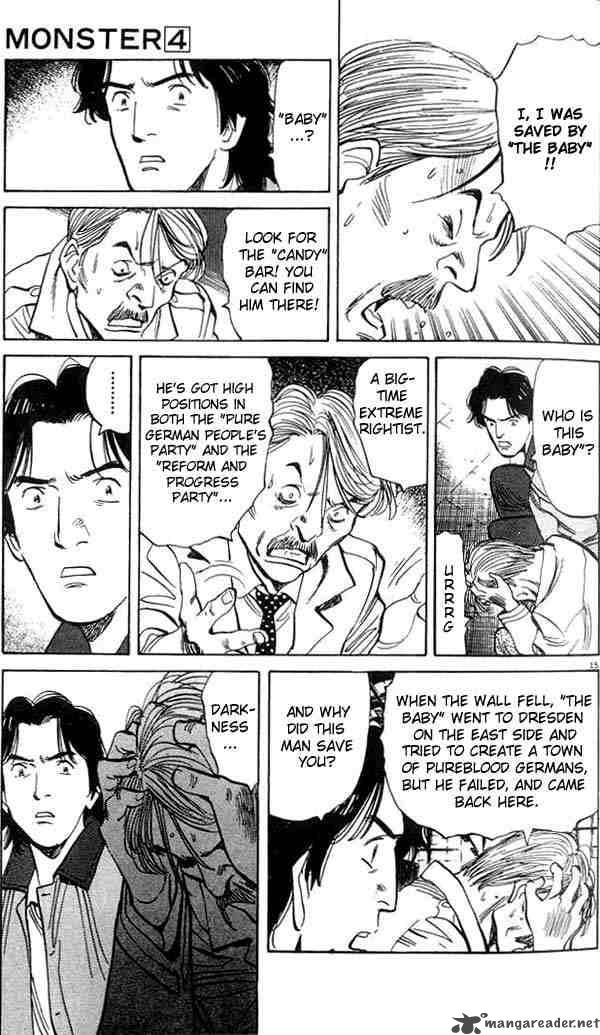 MONSTER 4
I, I WAS
SAVED BY
"THE BABY"
!!
"BABY"
...?
LOOK FOR
THE "CANDY"
BAR! YOU
CAN FIND
HIM THERE!
WHO IS
THIS
BABY"?
URRRG
A BIG-
TIME
EXTREME
RIGHTIST.
HE'S GOT HIGH
POSITIONS IN
BOTH THE "PURE
GERMAN PEOPLE'S
PARTY" AND THE
"REFORM AND
PROGRESS
PARTY"...
.........
15
WHEN THE WALL FELL, "THE
BABY" WENT TO DRESDEN
ON THE EAST SIDE AND
TRIED TO CREATE A TOWN
OF PUREBLOOD GERMANS,
BUT HE FAILED, AND CAME
BACK HERE.
AND WHY
DID THIS
MAN SAVE
YOU?
DARK-
NESS
...
mangareader.net